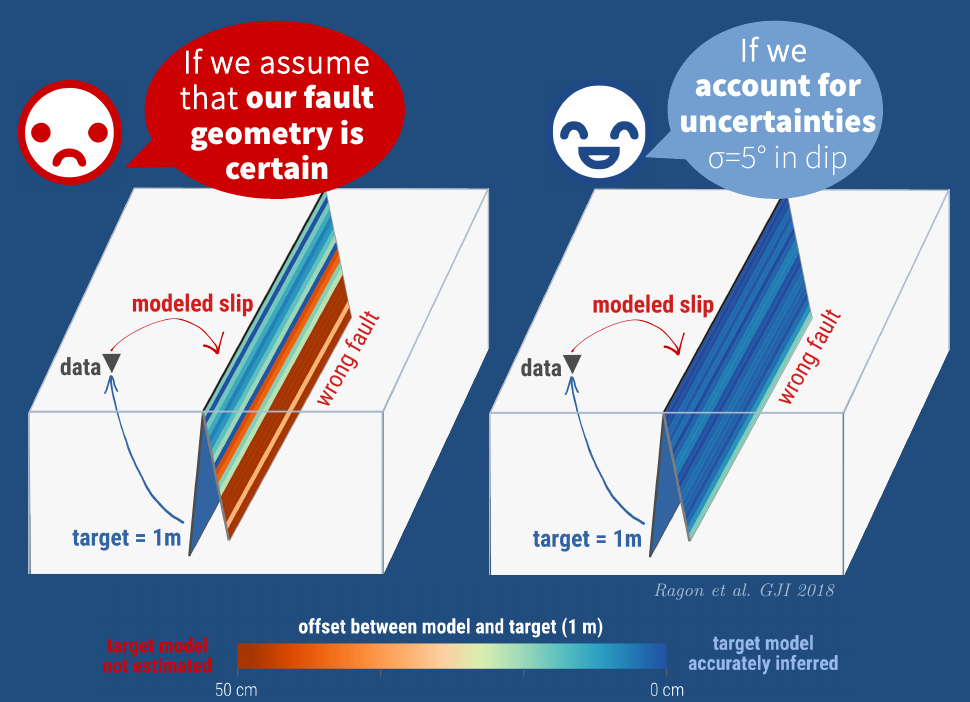 If we assume
that our fault
geometry is
certain
If we
account for
uncertainties
σ=5° in dip
modeled slip
data
wrong fault
target = 1m
modeled slip
data
wrong fault
target = 1m
Ragon et al. GJI 2018
offset between model and target (1 m)
target model
not estimated
target model
accurately inferred
50 cm
0 cm